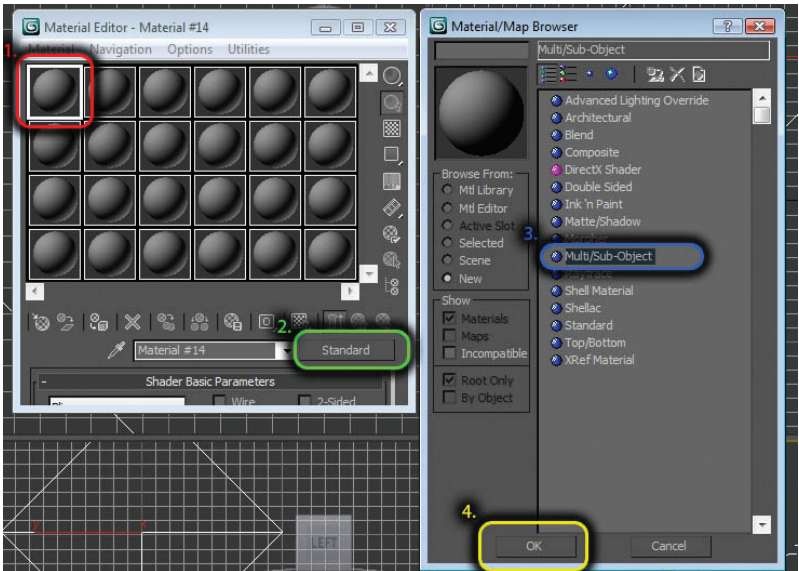 Material Editor - Material #14
1.
Material Navigation Options Utilities
2.
Material #14
Standard
Shader Basic Parameters
Wire
2-Sided
y
x
LEFT
Material/Map Browser
Multi/Sub-Object
Browse From:
Mtl Library
Mtl Editor
Active Slot
Selected
Scene
New
Show
Materials
Maps
Incompatible
Root Only
By Object
Advanced Lighting Override
Architectural
Blend
Composite
DirectX Shader
Double Sided
Ink 'n Paint
Matte/Shadow
3.
Morpher
Multi/Sub-Object
Raytrace
Shell Material
Shellac
Standard
Top/Bottom
XRef Material
4.
OK
Cancel